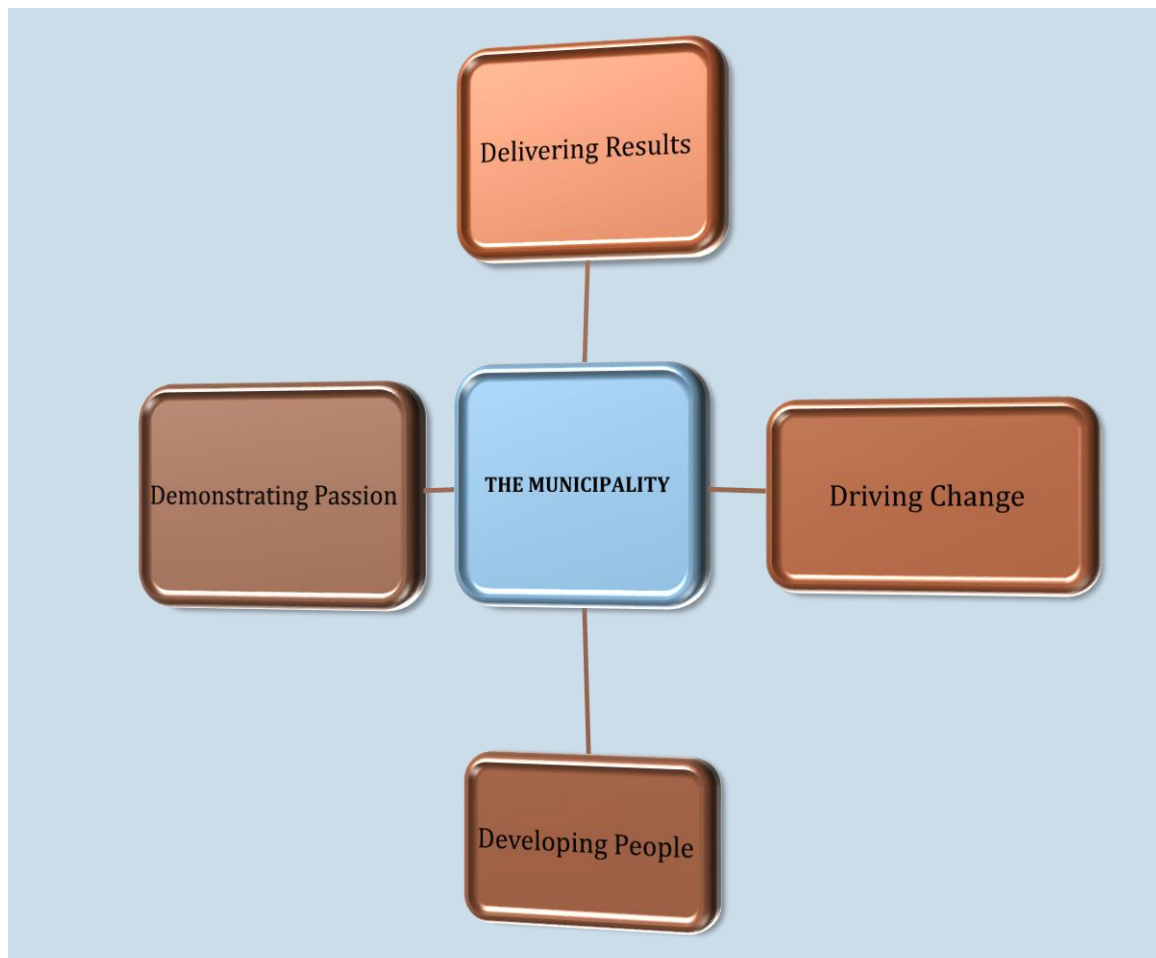 Delivering Results
Demonstrating Passion
THE MUNICIPALITY
Driving Change
Developing People